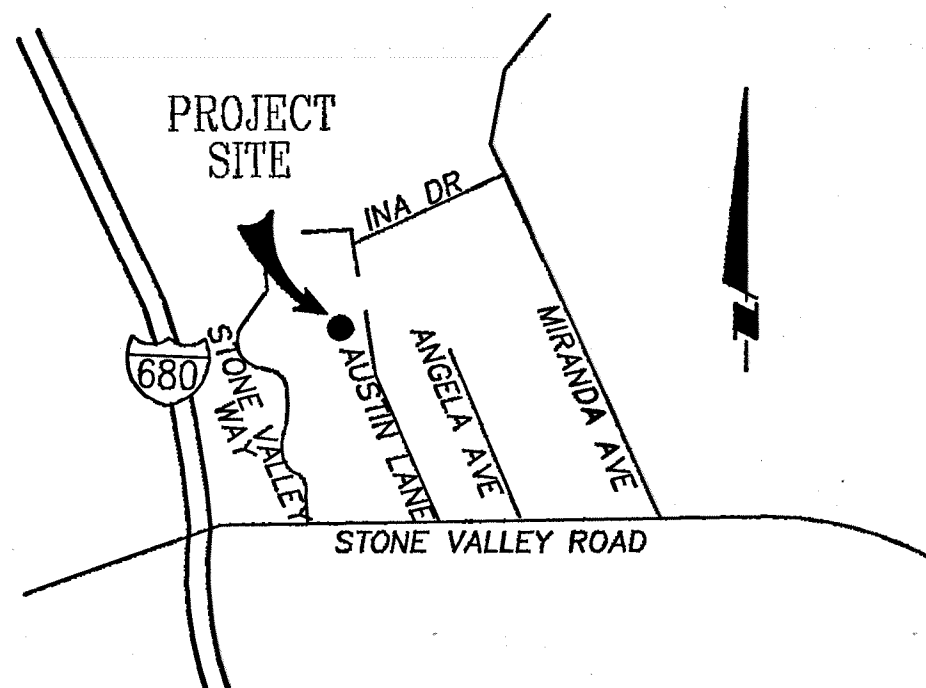 PROJECT
SITE
INA DR
680
STONE VALLEY
WAY
AUSTIN LANE
ANGELA AVE
MIRANDA AVE
N
STONE VALLEY ROAD